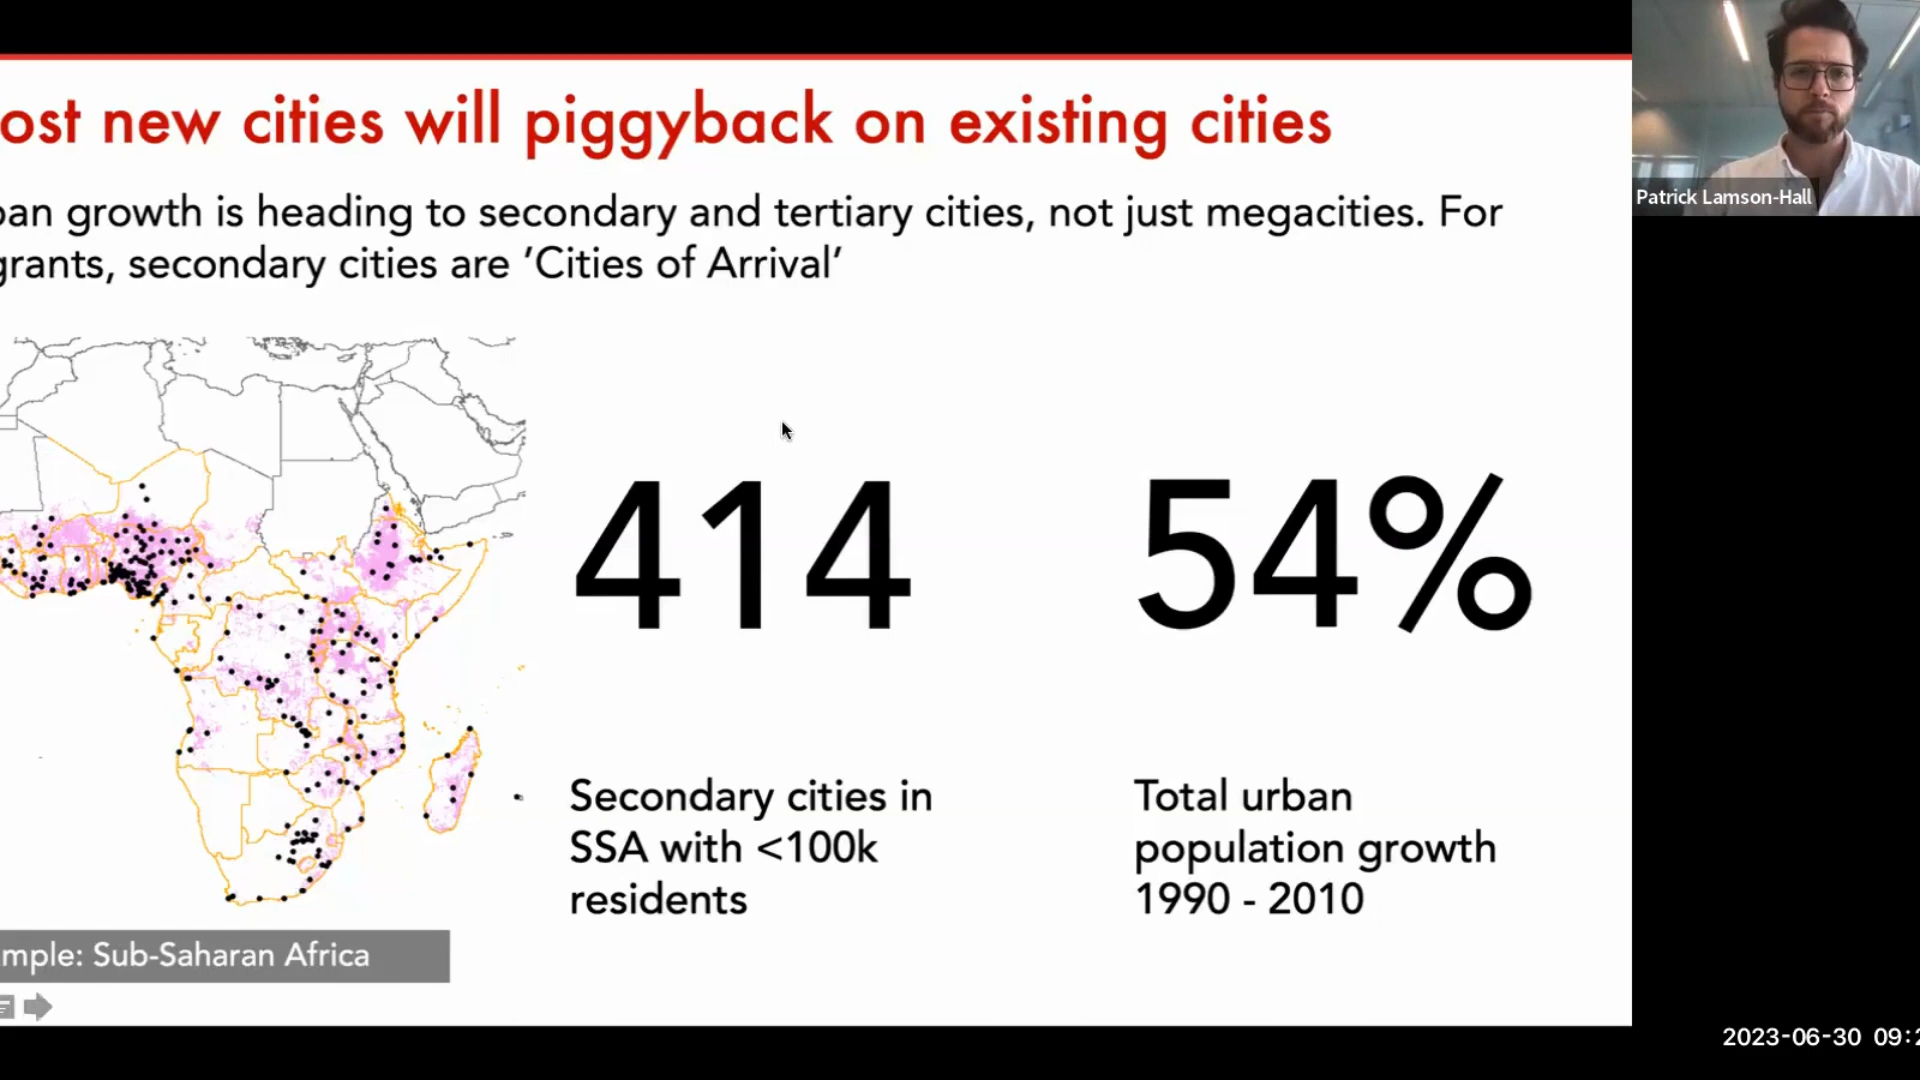 ost new cities will piggyback on existing cities
ban growth is heading to secondary and tertiary cities, not just megacities. For
grants, secondary cities are ’Cities of Arrival’
414
54%
Secondary cities in
SSA with <100k
residents
Total urban
population growth
1990 - 2010
mple: Sub-Saharan Africa
Patrick Lamson-Hall
2023-06-30 09:2